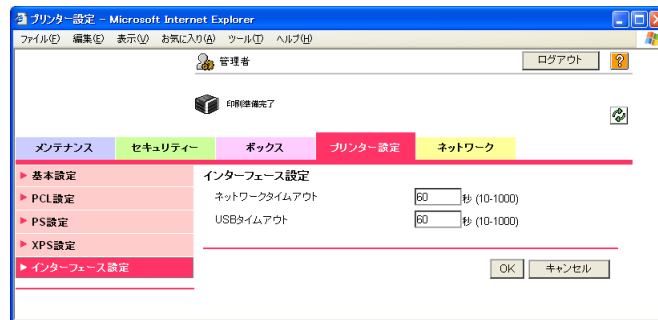 プリンター設定 - Microsoft Internet Explorer
ファイル(F) 編集(E) 表示(V) お気に入り(A) ツール(T) ヘルプ(H)
管理者 ログアウト ?
印刷準備完了
メンテナンス セキュリティー ボックス プリンター設定 ネットワーク
基本設定
PCL設定
PS設定
XPS設定
インターフェース設定
インターフェース設定
ネットワークタイムアウト 60 秒 (10-1000)
USBタイムアウト 60 秒 (10-1000)
OK キャンセル